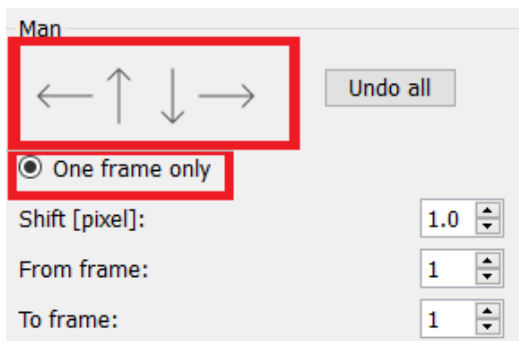 Man
Undo all
One frame only
Shift [pixel]: 1.0
From frame: 1
To frame: 1